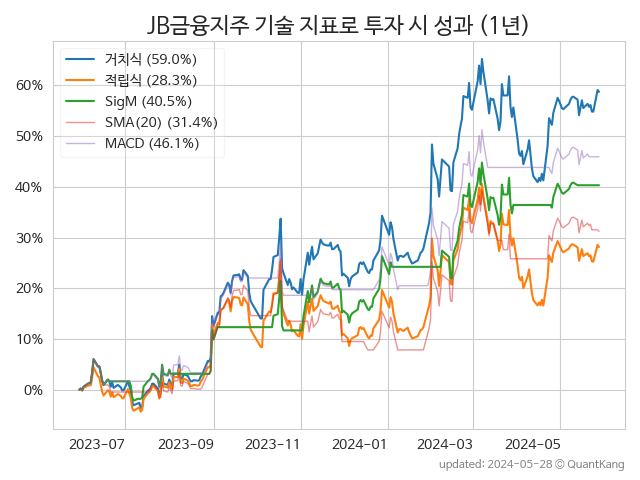 JB금융지주 기술 지표로 투자 시 성과 (1년)
거치식 (59.0%)
적립식 (28.3%)
SigM (40.5%)
SMA(20) (31.4%)
MACD (46.1%)
60%
50%
40%
30%
20%
10%
0%
2023-07 2023-09 2023-11 2024-01 2024-03 2024-05
updated: 2024-05-28 © QuantKang